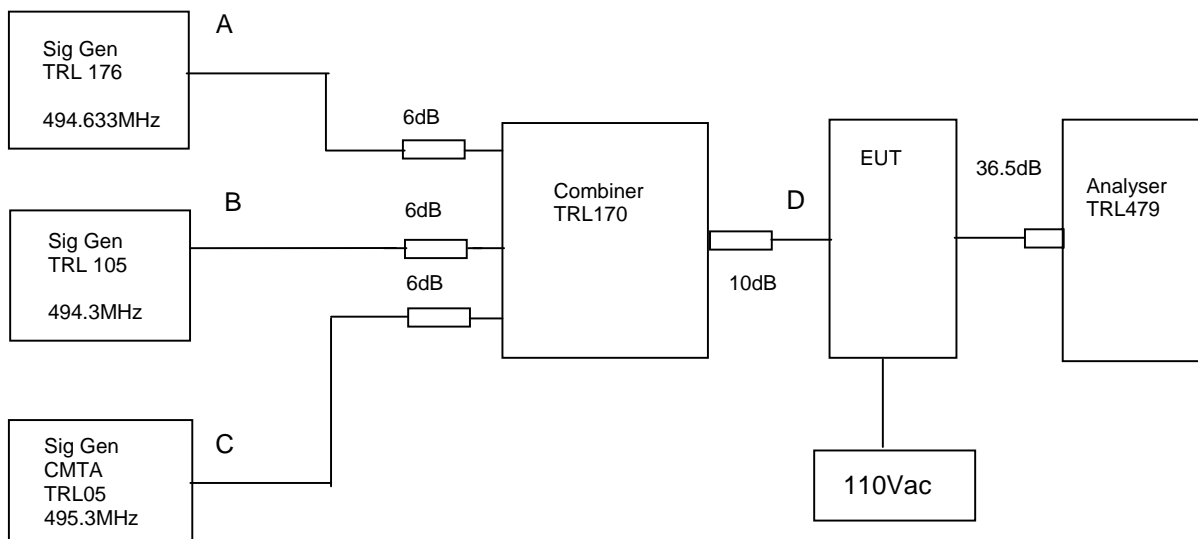 A
Sig Gen
TRL 176
494.633MHz
6dB
B
Sig Gen
TRL 105
494.3MHz
6dB
6dB
C
Sig Gen
CMTA
TRL05
495.3MHz
Combiner
TRL170
D
10dB
EUT
110Vac
36.5dB
Analyser
TRL479